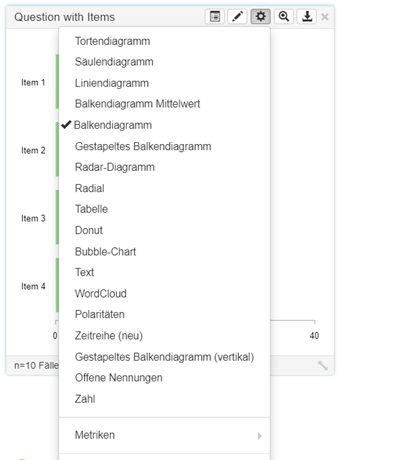 Question with Items
Tortendiagramm
Säulendiagramm
Liniendiagramm
Balkendiagramm Mittelwert
Balkendiagramm
Gestapeltes Balkendiagramm
Radar-Diagramm
Radial
Tabelle
Donut
Bubble-Chart
Text
WordCloud
Polaritäten
Zeitreihe (neu)
Gestapeltes Balkendiagramm (vertikal)
Offene Nennungen
Zahl
Metriken
Item 1
Item 2
Item 3
Item 4
0 40
n=10 Fälle